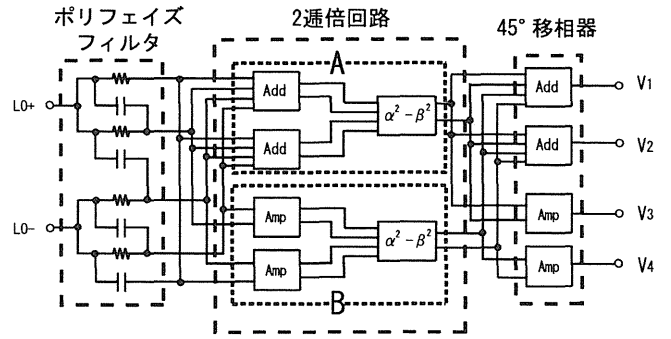 ポリフェイズ
フィルタ
2逓倍回路
45°移相器
A
Add
Add
α²-β²
LO+
LO-
Amp
Amp
α²-β²
B
Add
Add
Amp
Amp
V1
V2
V3
V4